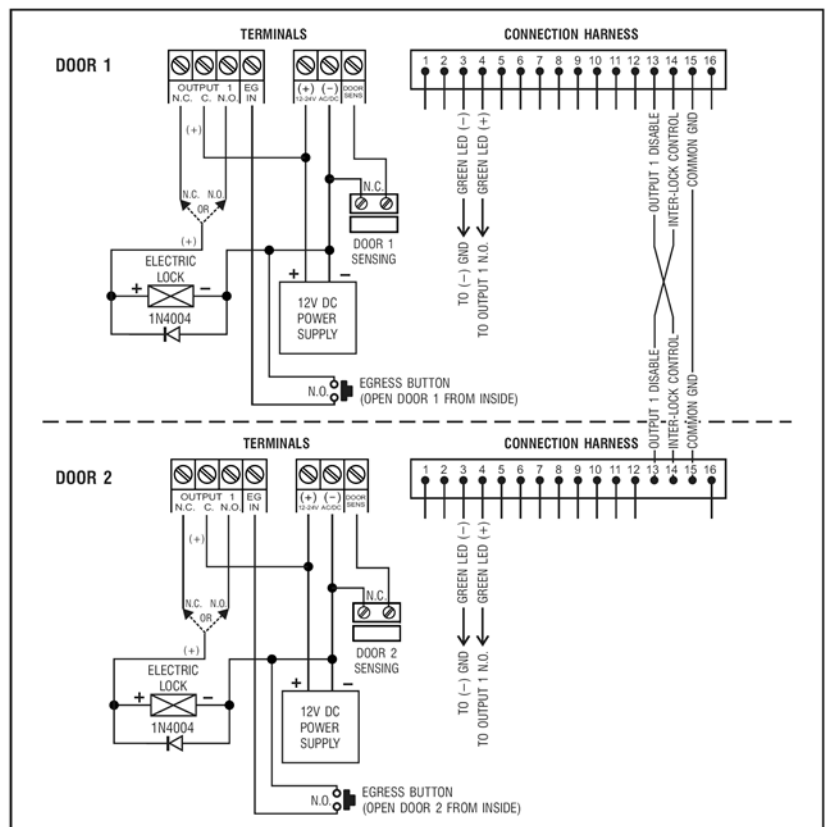 TERMINALS
CONNECTION HARNESS
DOOR 1
1 2 3 4 5 6 7 8 9 10 11 12 13 14 15 16
OUTPUT 1
N.C. C. N.O.
EG
IN
(+) (−)
12-24V AC/DC
DOOR
SENS
(+)
N.C. N.O.
OR
(+)
ELECTRIC
LOCK
+ −
1N4004
N.C.
DOOR 1
SENSING
+ −
12V DC
POWER
SUPPLY
N.O.
EGRESS BUTTON
(OPEN DOOR 1 FROM INSIDE)
GREEN LED (−)
GREEN LED (+)
TO (−) GND
TO OUTPUT 1 N.O.
OUTPUT 1 DISABLE
INTER-LOCK CONTROL
COMMON GND
OUTPUT 1 DISABLE
INTER-LOCK CONTROL
COMMON GND
TERMINALS
CONNECTION HARNESS
DOOR 2
1 2 3 4 5 6 7 8 9 10 11 12 13 14 15 16
OUTPUT 1
N.C. C. N.O.
EG
IN
(+) (−)
12-24V AC/DC
DOOR
SENS
(+)
N.C. N.O.
OR
(+)
ELECTRIC
LOCK
+ −
1N4004
N.C.
DOOR 2
SENSING
+ −
12V DC
POWER
SUPPLY
N.O.
EGRESS BUTTON
(OPEN DOOR 2 FROM INSIDE)
GREEN LED (−)
GREEN LED (+)
TO (−) GND
TO OUTPUT 1 N.O.